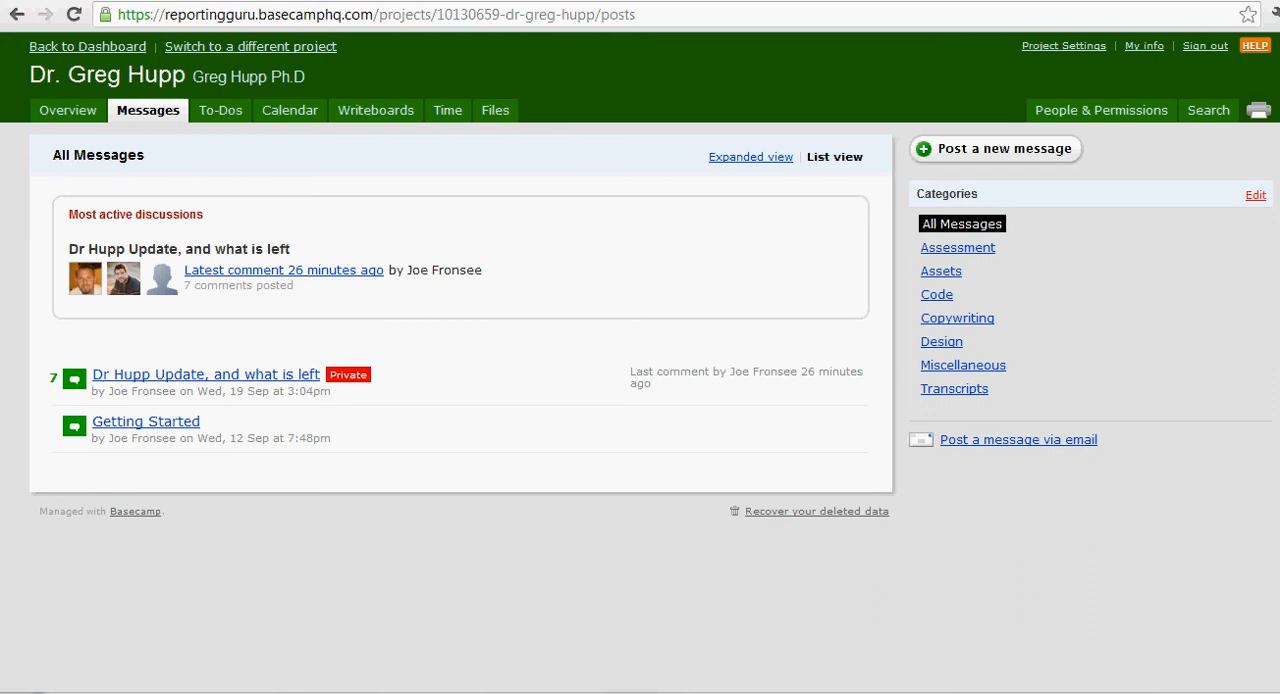 https://reportingguru.basecamphq.com/projects/10130659-dr-greg-hupp/posts
Back to Dashboard | Switch to a different project
Project Settings | My info | Sign out HELP
Dr. Greg Hupp Greg Hupp Ph.D
Overview Messages To-Dos Calendar Writeboards Time Files People & Permissions Search
All Messages
Expanded view | List view
Most active discussions
Dr Hupp Update, and what is left
Latest comment 26 minutes ago by Joe Fronsee
7 comments posted
7 Dr Hupp Update, and what is left Private
by Joe Fronsee on Wed, 19 Sep at 3:04pm
Last comment by Joe Fronsee 26 minutes
ago
Getting Started
by Joe Fronsee on Wed, 12 Sep at 7:48pm
Managed with Basecamp.
Recover your deleted data
Post a new message
Categories Edit
All Messages
Assessment
Assets
Code
Copywriting
Design
Miscellaneous
Transcripts
Post a message via email